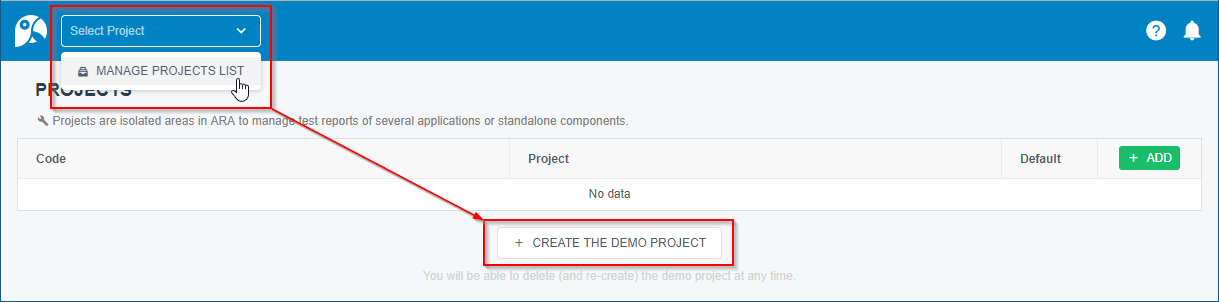 Select Project
MANAGE PROJECTS LIST
PROJECTS
Projects are isolated areas in ARA to manage test reports of several applications or standalone components.
Code Project Default + ADD
No data
+ CREATE THE DEMO PROJECT
You will be able to delete (and re-create) the demo project at any time.